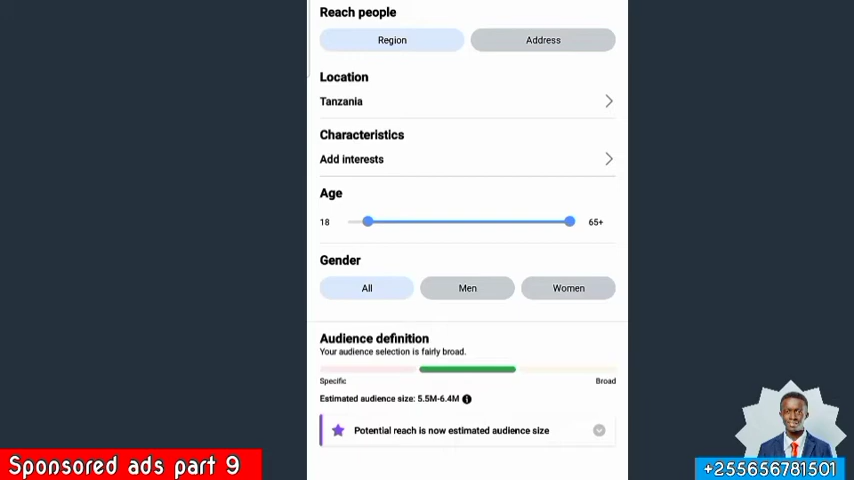 Reach people
Region
Address
Location
Tanzania
Characteristics
Add interests
Age
18
65+
Gender
All
Men
Women
Audience definition
Your audience selection is fairly broad.
Specific
Broad
Estimated audience size: 5.5M-6.4M
Potential reach is now estimated audience size
Sponsored ads part 9
+255656781501